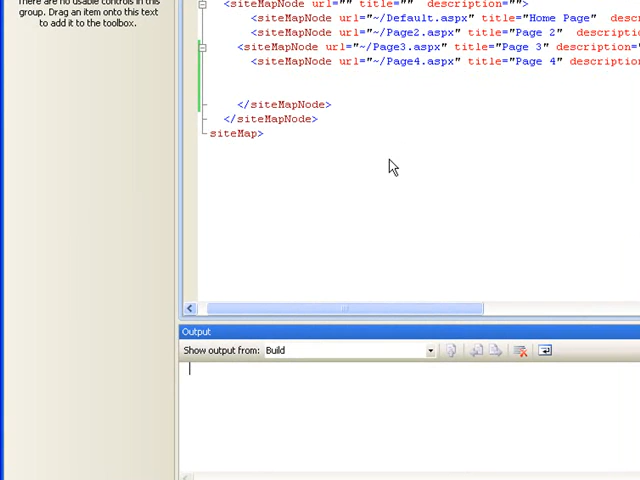 There are no usable controls in this
group. Drag an item onto this text
to add it to the toolbox.
<siteMapNode url="" title=""  description="">
<siteMapNode url="~/Default.aspx" title="Home Page"  desc
<siteMapNode url="~/Page2.aspx" title="Page 2"  descriptio
<siteMapNode url="~/Page3.aspx" title="Page 3" description=
<siteMapNode url="~/Page4.aspx" title="Page 4"  descriptio
</siteMapNode>
</siteMapNode>
siteMap>
Output
Show output from: Build